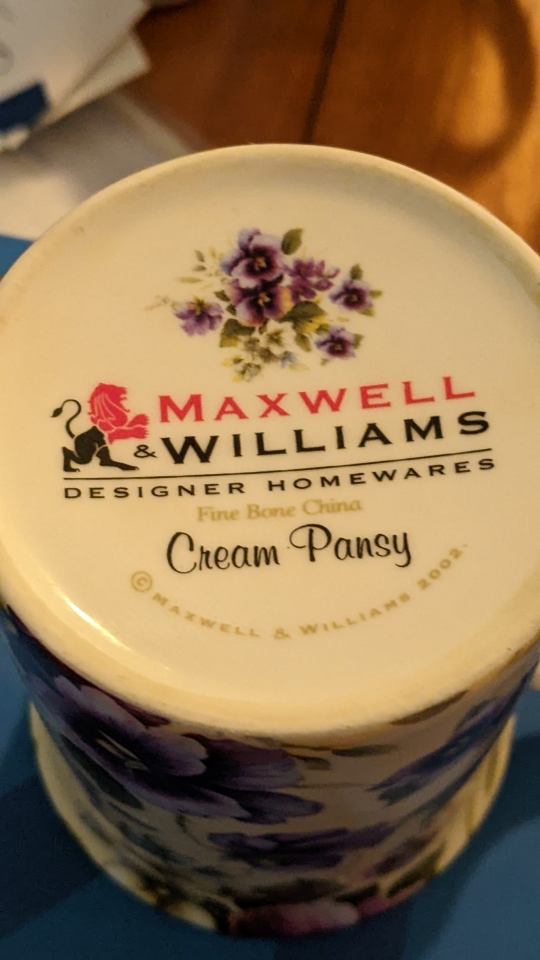 MAXWELL
& WILLIAMS
DESIGNER HOMEWARES
Fine Bone China
Cream Pansy
© MAXWELL & WILLIAMS 2002.